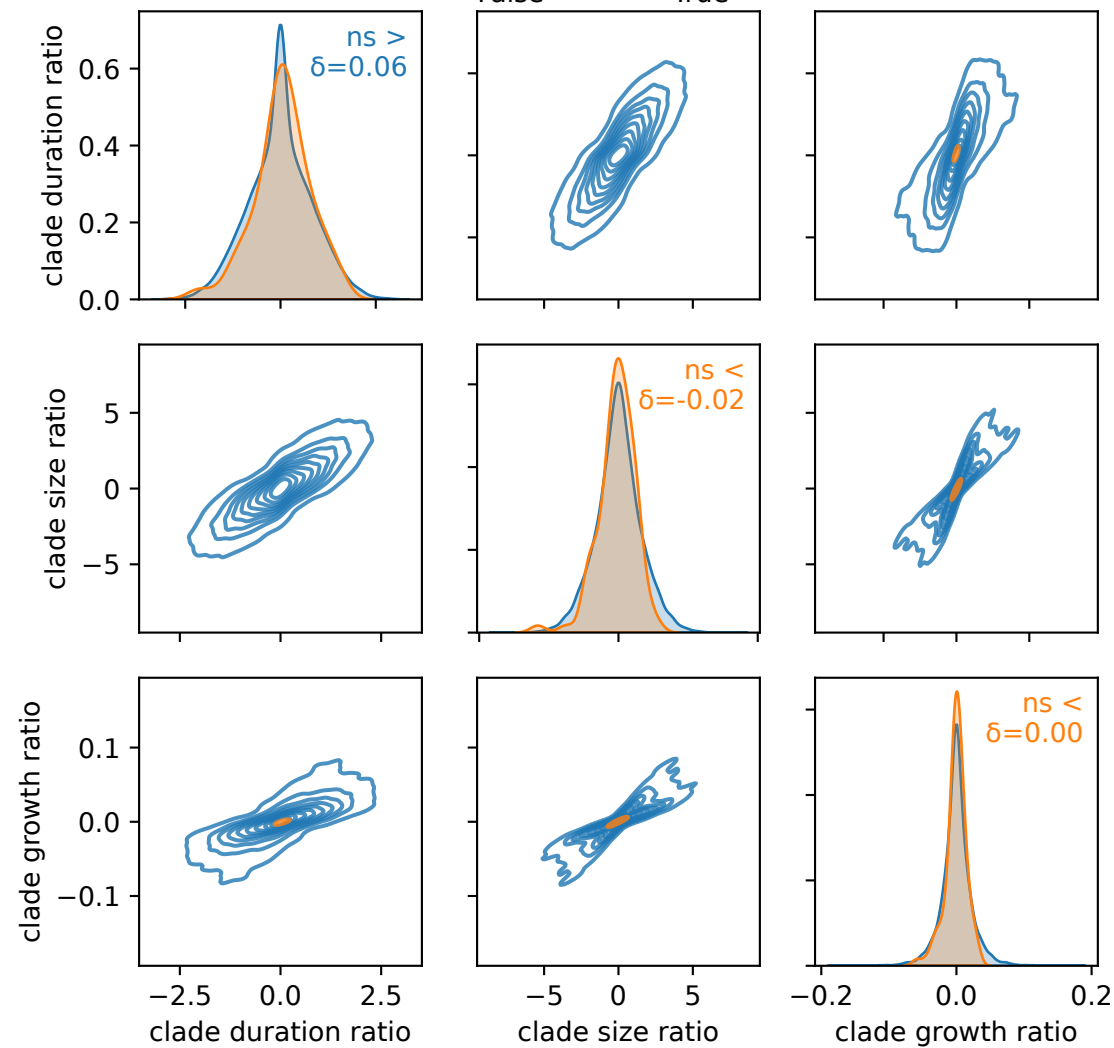 clade duration ratio
0.6
0.4
0.2
0.0
ns >
δ=0.06
clade size ratio
5
0
−5
ns <
δ=-0.02
clade growth ratio
0.1
0.0
−0.1
ns <
δ=0.00
−2.5 0.0 2.5
−5 0 5
−0.2 0.0 0.2
clade duration ratio
clade size ratio
clade growth ratio